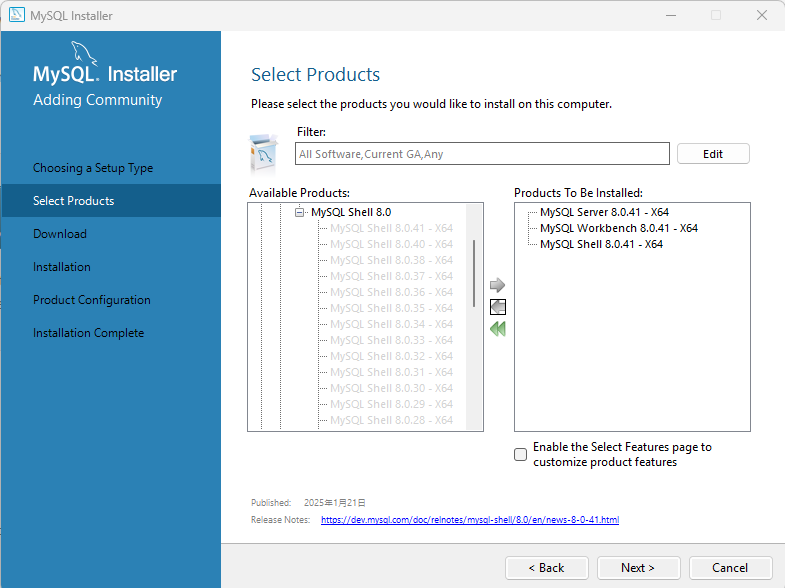 MySQL Installer
MySQL. Installer
Adding Community
Choosing a Setup Type
Select Products
Download
Installation
Product Configuration
Installation Complete
Select Products
Please select the products you would like to install on this computer.
Filter:
All Software,Current GA,Any
Edit
Available Products:
MySQL Shell 8.0
MySQL Shell 8.0.41 - X64
MySQL Shell 8.0.40 - X64
MySQL Shell 8.0.38 - X64
MySQL Shell 8.0.37 - X64
MySQL Shell 8.0.36 - X64
MySQL Shell 8.0.35 - X64
MySQL Shell 8.0.34 - X64
MySQL Shell 8.0.33 - X64
MySQL Shell 8.0.32 - X64
MySQL Shell 8.0.31 - X64
MySQL Shell 8.0.30 - X64
MySQL Shell 8.0.29 - X64
MySQL Shell 8.0.28 - X64
Products To Be Installed:
MySQL Server 8.0.41 - X64
MySQL Workbench 8.0.41 - X64
MySQL Shell 8.0.41 - X64
Enable the Select Features page to
customize product features
Published: 2025年1月21日
Release Notes: https://dev.mysql.com/doc/relnotes/mysql-shell/8.0/en/news-8-0-41.html
< Back
Next >
Cancel